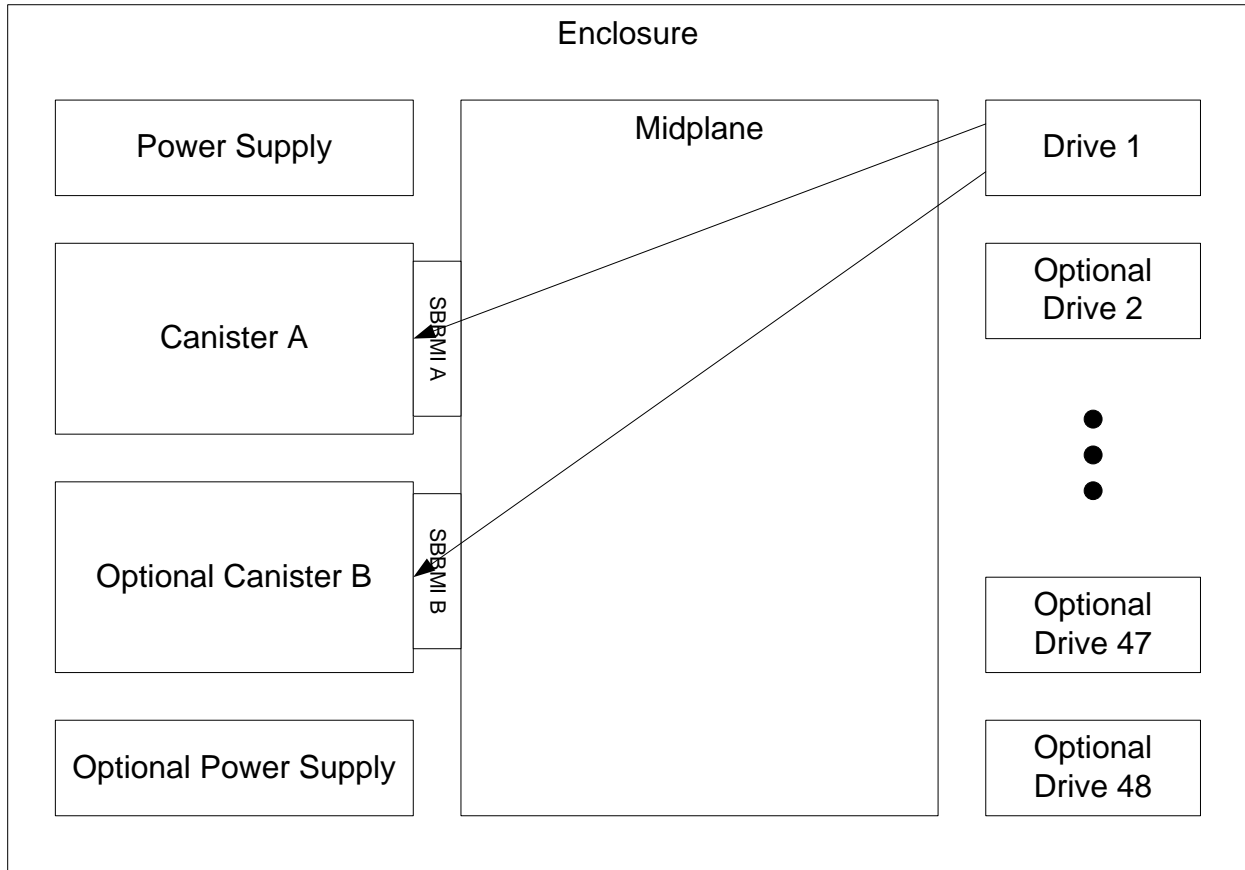 Enclosure
Power Supply
Midplane
Drive 1
Canister A
SBBMI A
Optional
Drive 2
Optional Canister B
SBBMI B
Optional
Drive 47
Optional Power Supply
Optional
Drive 48